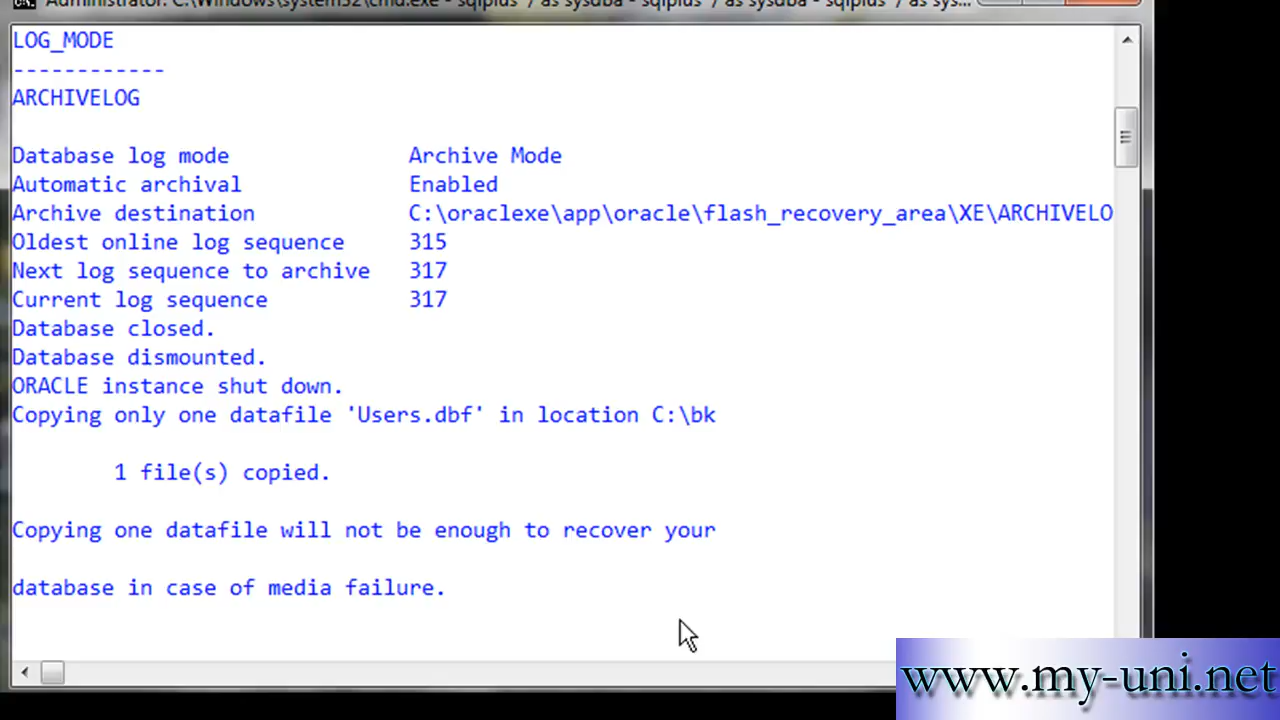 Administrator: C:\Windows\system32\cmd.exe - sqlplus "/ as sysdba - sqlplus "/ as sysdba - sqlplus "/ as sys...
LOG_MODE
------------
ARCHIVELOG
Database log mode Archive Mode
Automatic archival Enabled
Archive destination C:\oraclexe\app\oracle\flash_recovery_area\XE\ARCHIVELO
Oldest online log sequence 315
Next log sequence to archive 317
Current log sequence 317
Database closed.
Database dismounted.
ORACLE instance shut down.
Copying only one datafile 'Users.dbf' in location C:\bk
1 file(s) copied.
Copying one datafile will not be enough to recover your
database in case of media failure.
www.my-uni.net